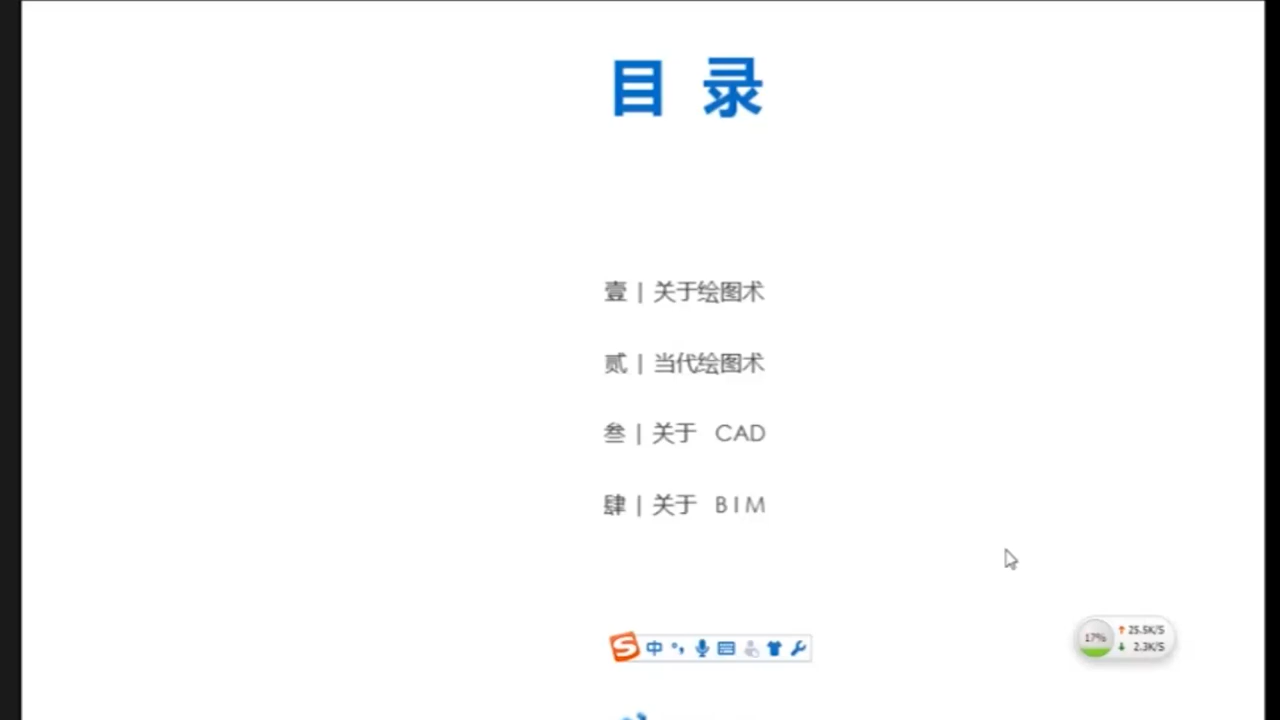 目 录
壹 | 关于绘图术
贰 | 当代绘图术
叁 | 关于 CAD
肆 | 关于 BIM
中
17%
25.5K/S
2.3K/S